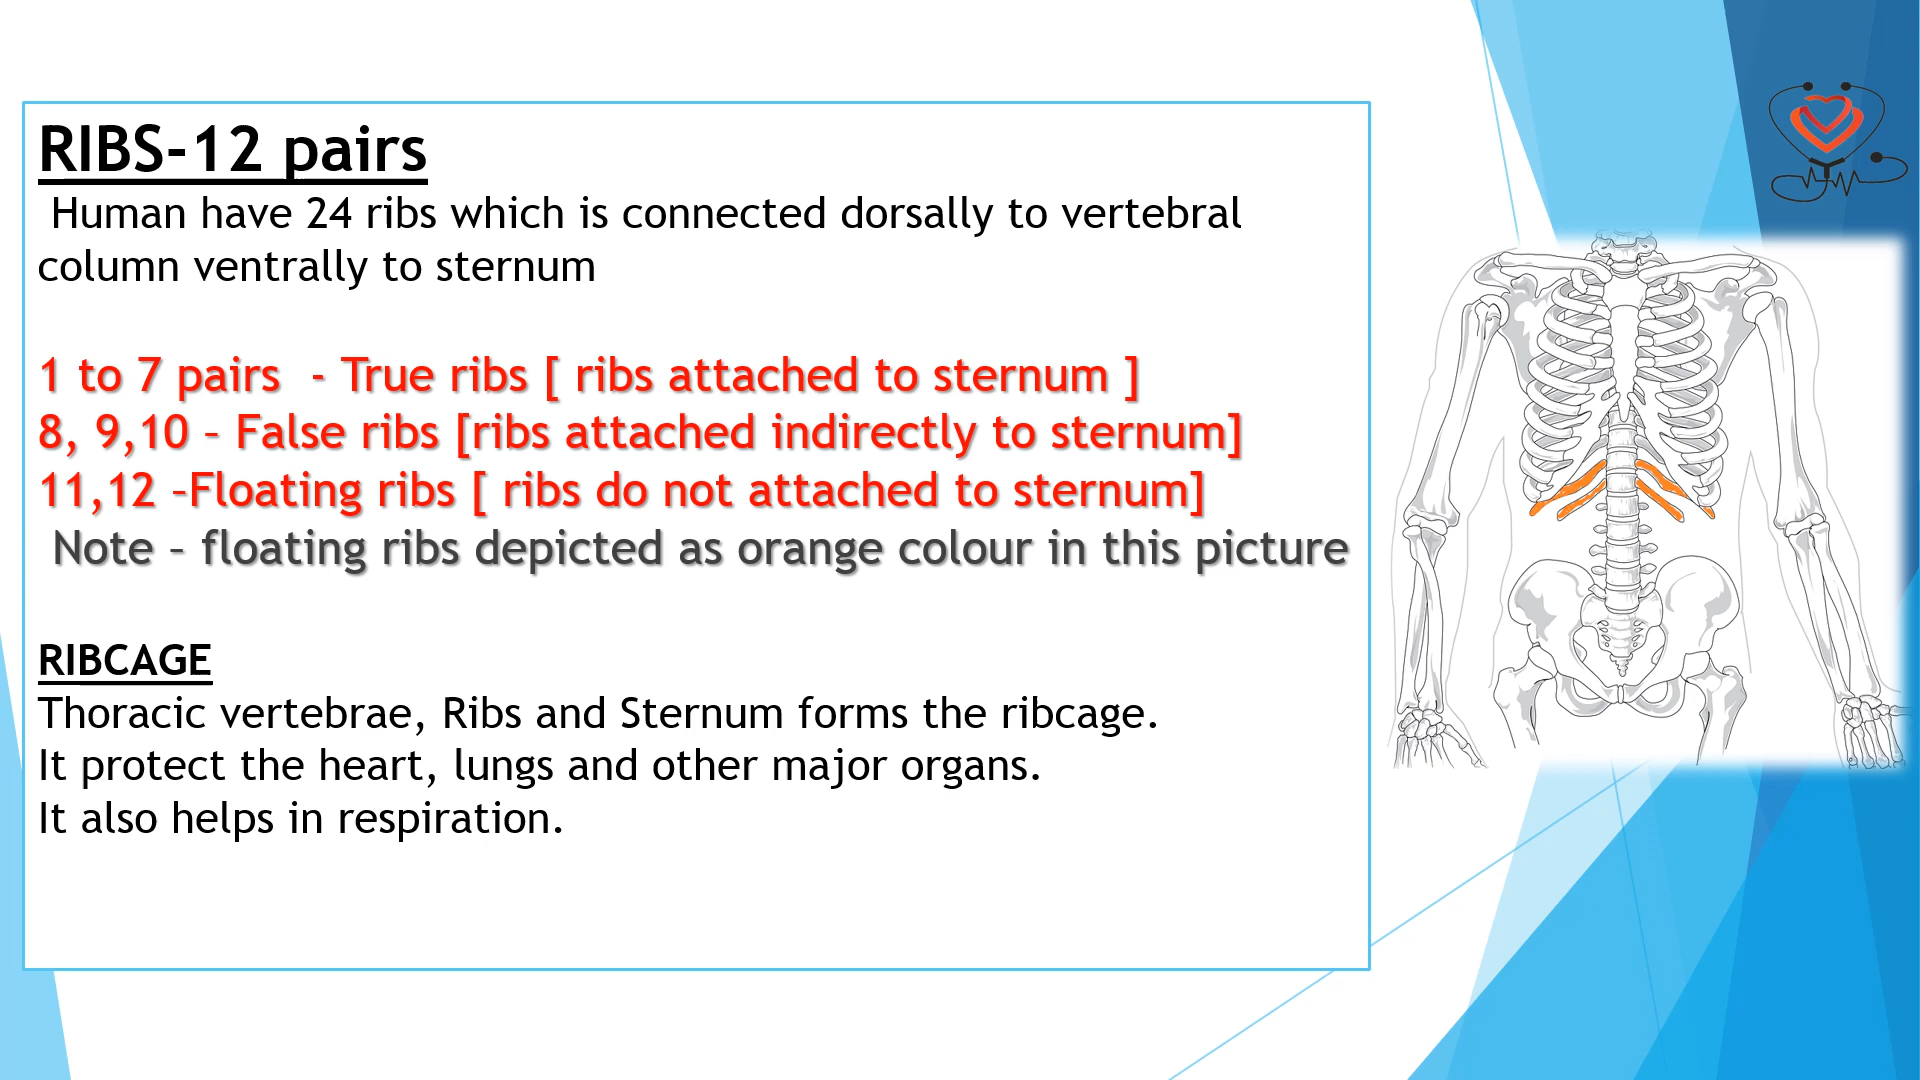 RIBS-12 pairs
Human have 24 ribs which is connected dorsally to vertebral
column ventrally to sternum
1 to 7 pairs  - True ribs [ ribs attached to sternum ]
8, 9,10 – False ribs [ribs attached indirectly to sternum]
11,12 –Floating ribs [ ribs do not attached to sternum]
Note – floating ribs depicted as orange colour in this picture
RIBCAGE
Thoracic vertebrae, Ribs and Sternum forms the ribcage.
It protect the heart, lungs and other major organs.
It also helps in respiration.